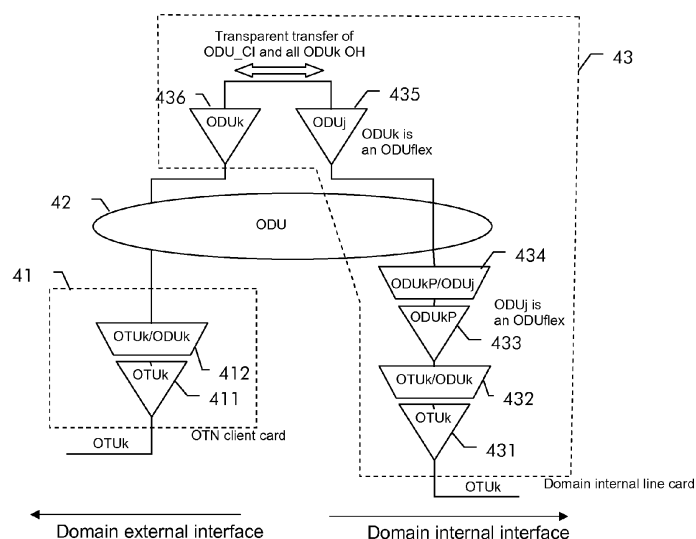 Transparent transfer of
ODU_CI and all ODUk OH
43
436
435
ODUk
ODUj
ODUk is
an ODUflex
42
ODU
434
41
ODUkP/ODUj
ODUj is
an ODUflex
ODUkP
433
OTUk/ODUk
412
OTUk/ODUk
432
OTUk
411
OTUk
431
OTN client card
OTUk
OTUk
Domain internal line card
Domain external interface
Domain internal interface